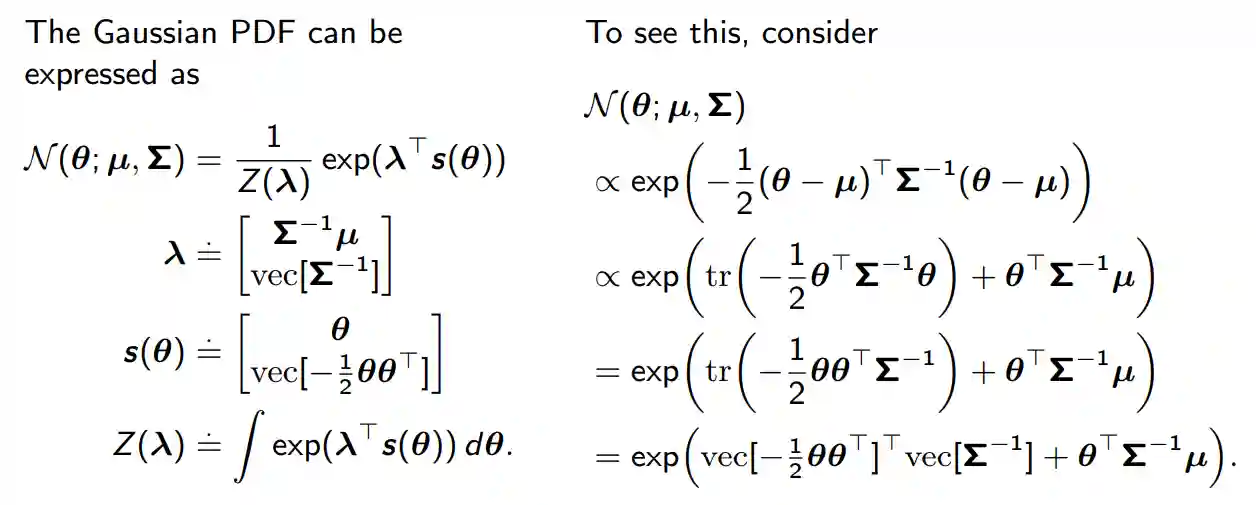 The Gaussian PDF can be
expressed as
𝒩(θ; μ, Σ) = 1/Z(λ) exp(λ⊤s(θ))
λ ≐ [Σ⁻¹μ
vec[Σ⁻¹]]
s(θ) ≐ [θ
vec[−½θθ⊤]]
Z(λ) ≐ ∫ exp(λ⊤s(θ)) dθ.
To see this, consider
𝒩(θ; μ, Σ)
∝ exp(−½(θ − μ)⊤Σ⁻¹(θ − μ))
∝ exp(tr(−½θ⊤Σ⁻¹θ) + θ⊤Σ⁻¹μ)
= exp(tr(−½θθ⊤Σ⁻¹) + θ⊤Σ⁻¹μ)
= exp(vec[−½θθ⊤]⊤vec[Σ⁻¹] + θ⊤Σ⁻¹μ).